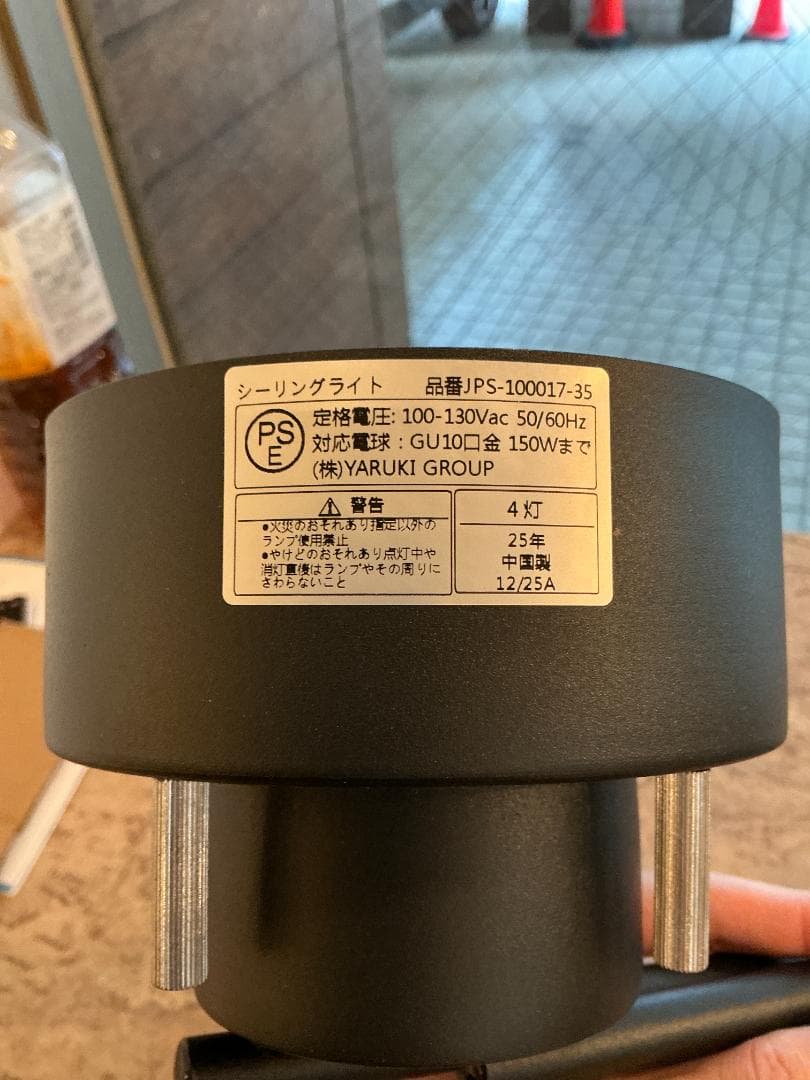 シーリングライト 品番JPS-100017-35
PSE
定格電圧: 100-130Vac 50/60Hz
対応電球：GU10口金 150Wまで
(株)YARUKI GROUP
警告
●火災のおそれあり指定以外の
ランプ使用禁止
●やけどのおそれあり点灯中や
消灯直後はランプやその周りに
さわらないこと
4灯
25年
中国製
12/25A